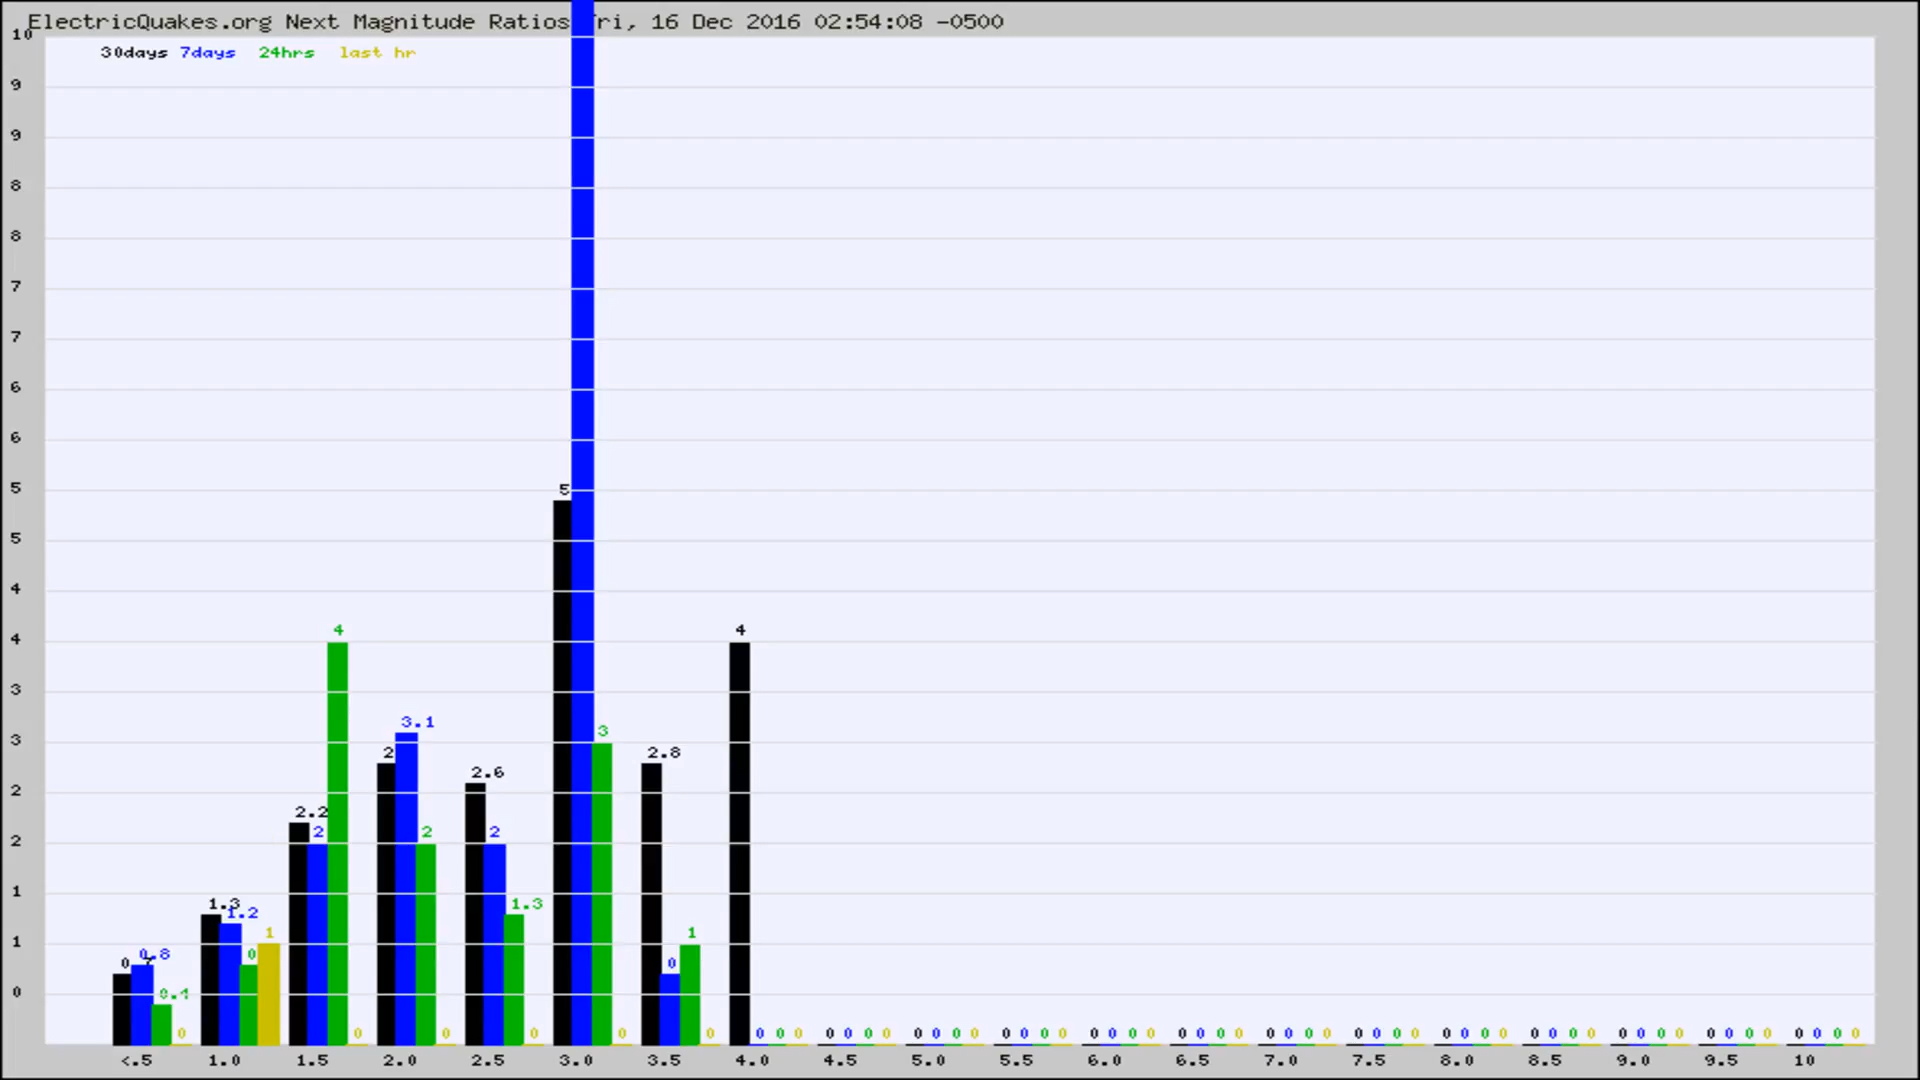 ElectricQuakes.org Next Magnitude Ratios Fri, 16 Dec 2016 02:54:08 -0500
30days 7days 24hrs last hr
10
9
9
8
8
7
7
6
6
5
5
4
4
3
3
2
2
1
1
0
0.7 0.8 0.4 0
1.3 1.2 0 1
2.2 2 4 0
2 3.1 2 0
2.6 2 1.3 0
5 3 0
2.8 0 1 0
4 0 0 0
0 0 0 0
0 0 0 0
0 0 0 0
0 0 0 0
0 0 0 0
0 0 0 0
0 0 0 0
0 0 0 0
0 0 0 0
0 0 0 0
0 0 0 0
0 0 0 0
<.5 1.0 1.5 2.0 2.5 3.0 3.5 4.0 4.5 5.0 5.5 6.0 6.5 7.0 7.5 8.0 8.5 9.0 9.5 10